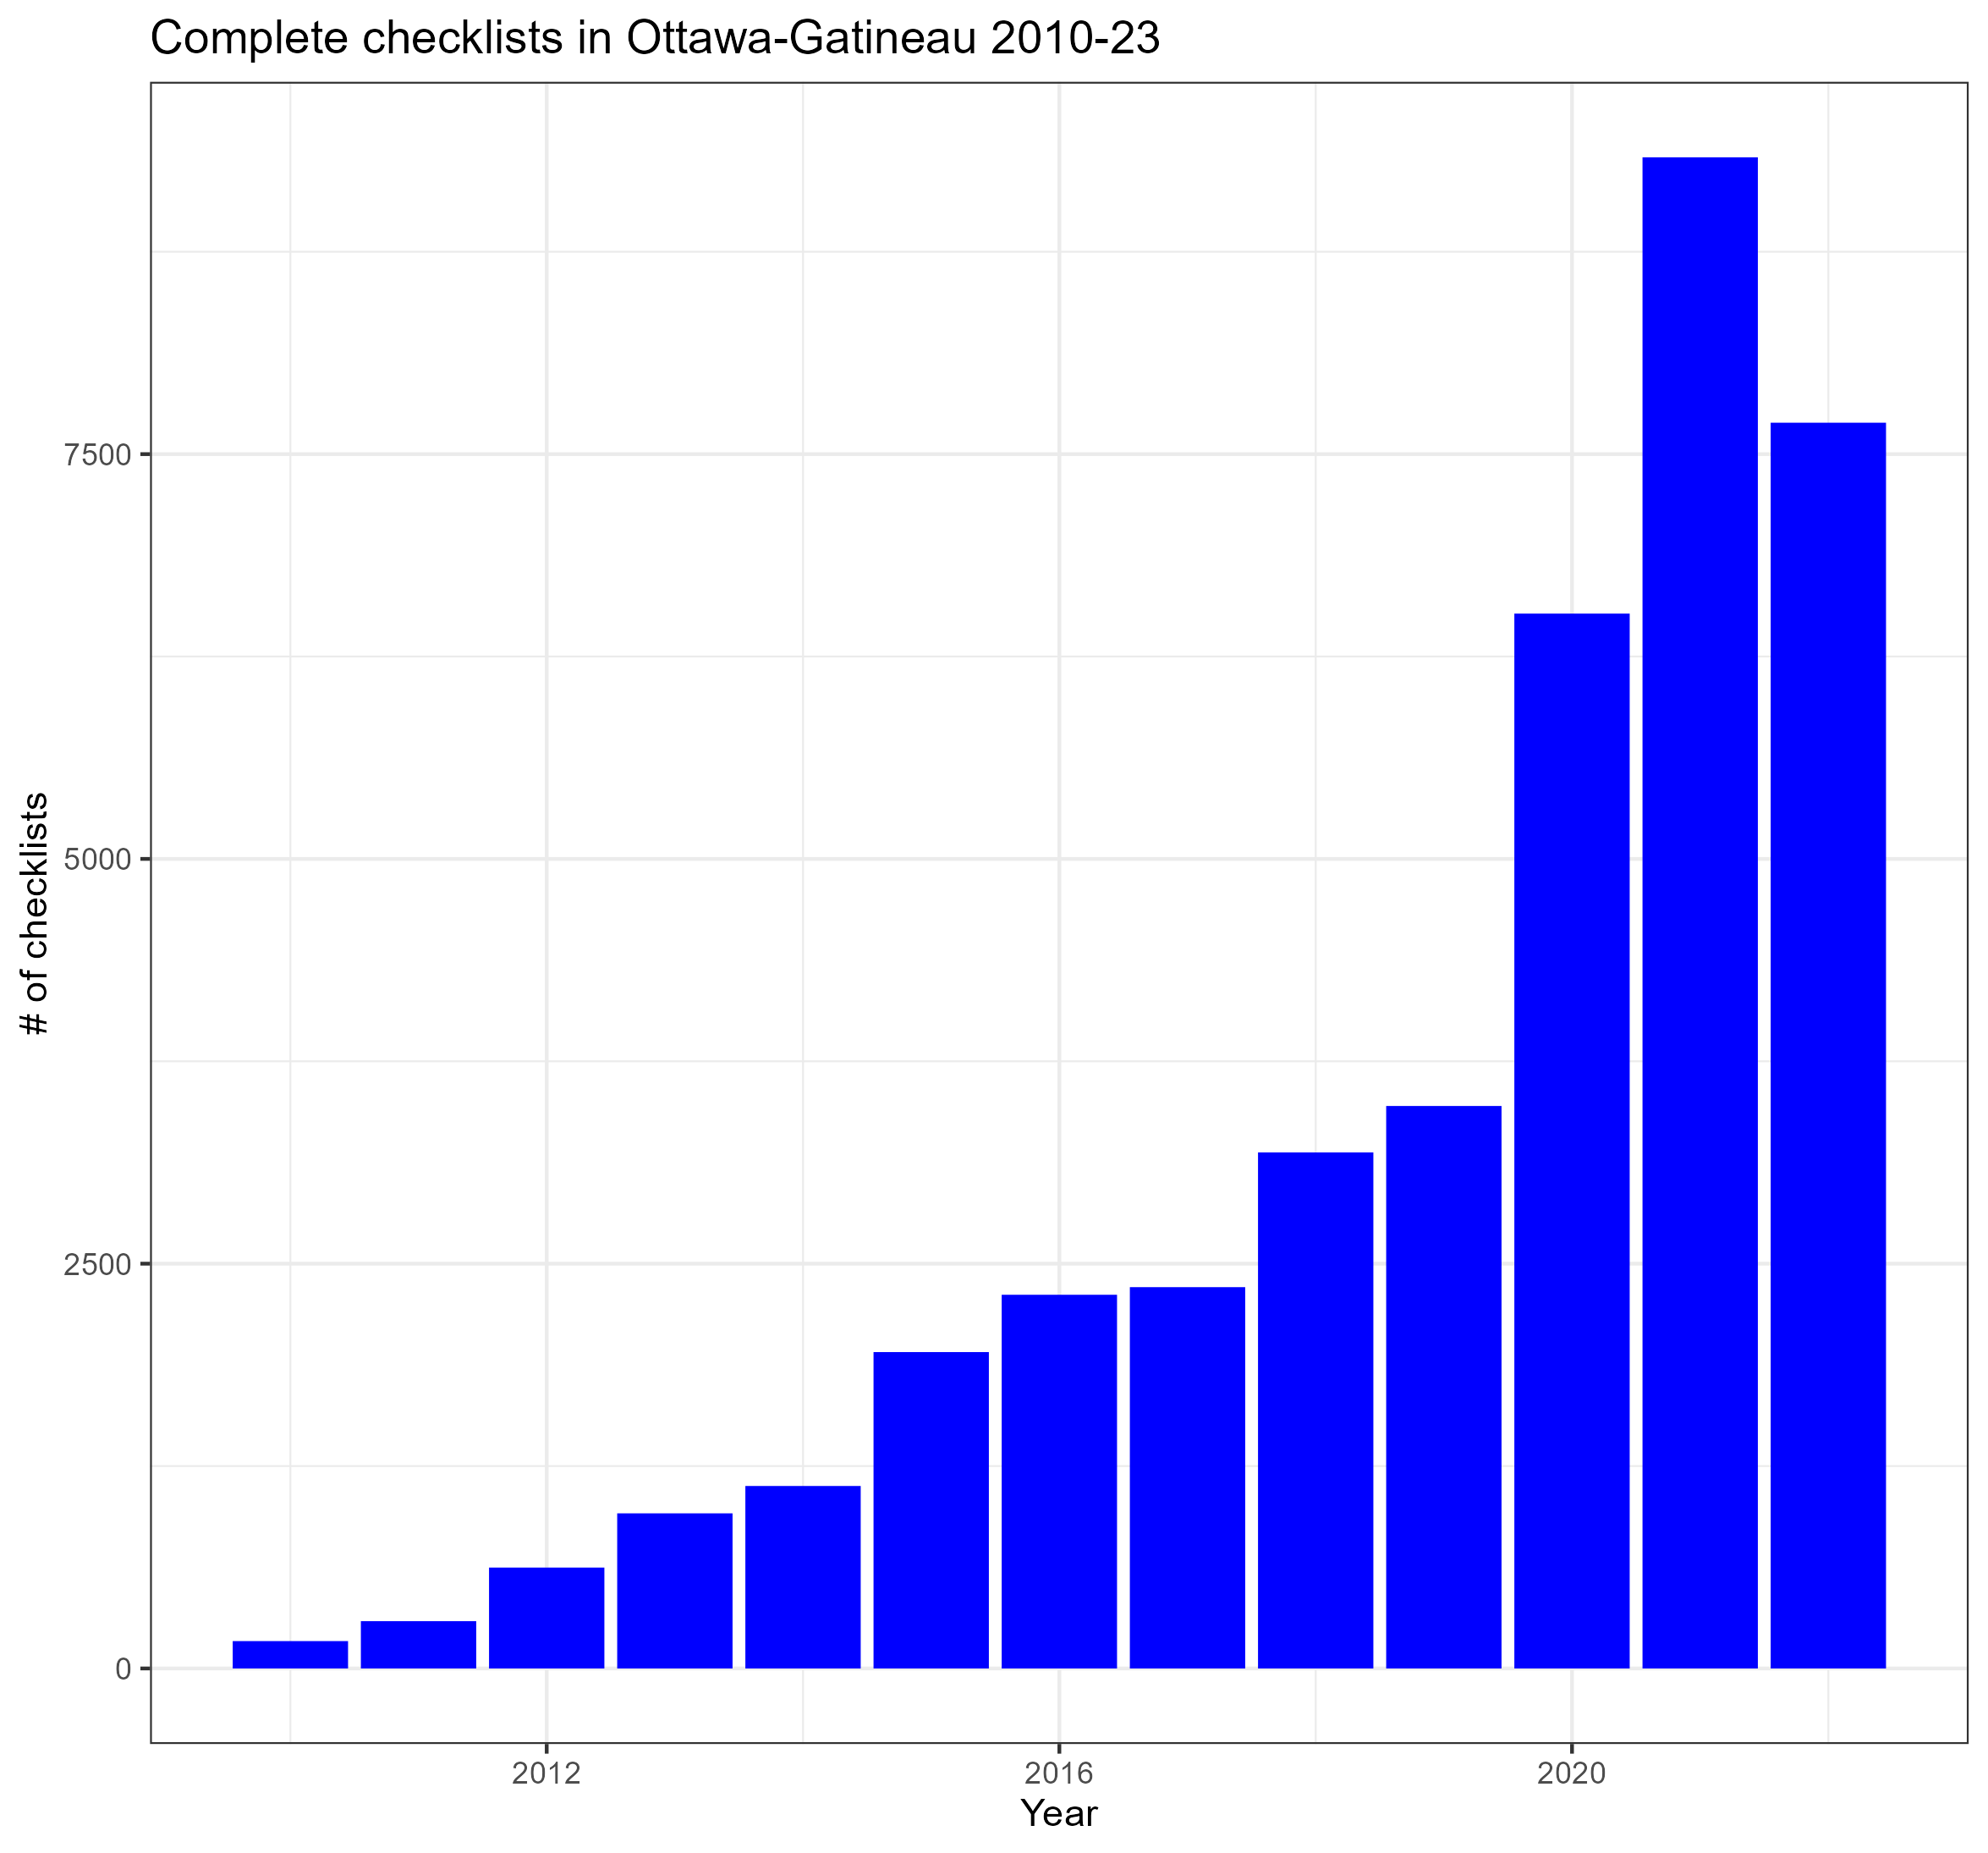 Complete checklists in Ottawa-Gatineau 2010-23
# of checklists
7500
5000
2500
0
2012
2016
2020
Year